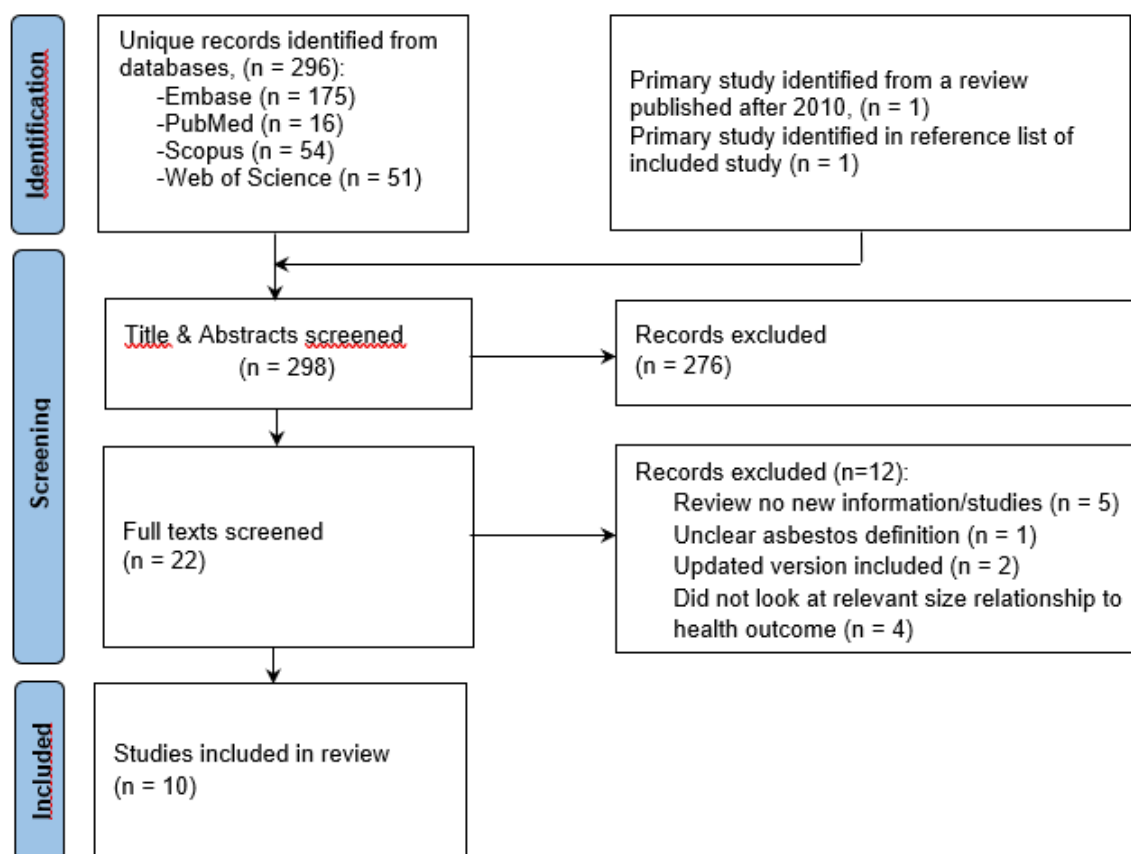 Identification
Unique records identified from
databases, (n = 296):
-Embase (n = 175)
-PubMed (n = 16)
-Scopus (n = 54)
-Web of Science (n = 51)
Primary study identified from a review
published after 2010, (n = 1)
Primary study identified in reference list of
included study (n = 1)
Screening
Title & Abstracts screened
(n = 298)
Records excluded
(n = 276)
Full texts screened
(n = 22)
Records excluded (n=12):
Review no new information/studies (n = 5)
Unclear asbestos definition (n = 1)
Updated version included (n = 2)
Did not look at relevant size relationship to
health outcome (n = 4)
Included
Studies included in review
(n = 10)